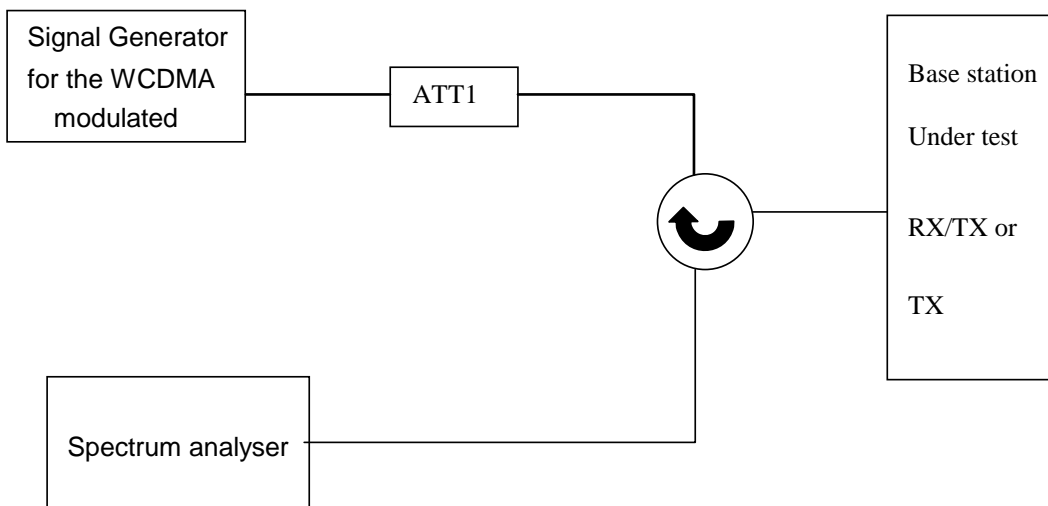 Signal Generator
for the WCDMA
modulated
ATT1
Base station
Under test
RX/TX or
TX
Spectrum analyser